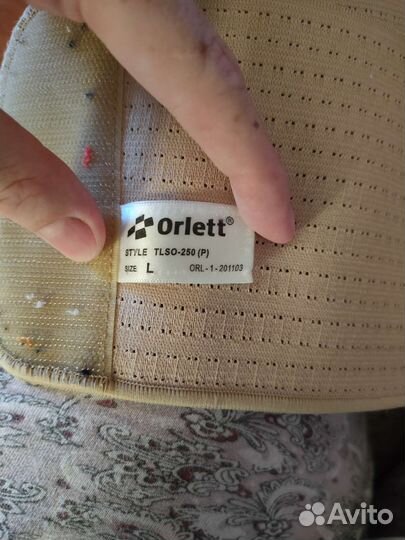 Orlett®
STYLE TLSO-250 (P)
SIZE L ORL-1-201103
Avito